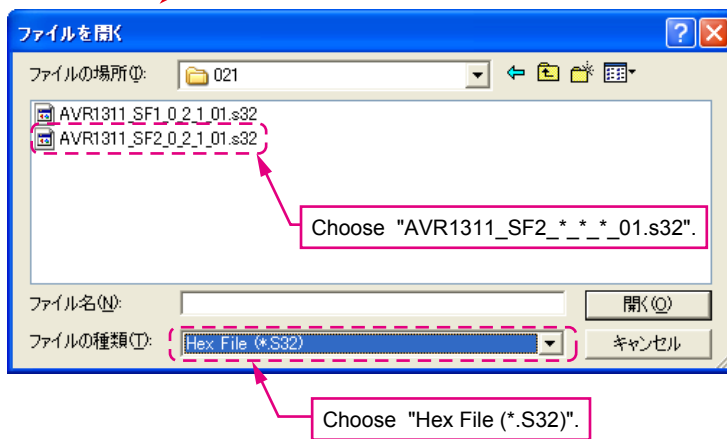 ファイルを開く
ファイルの場所(I):
021
AVR1311_SF1_0_2_1_01.s32
AVR1311_SF2_0_2_1_01.s32
Choose "AVR1311_SF2_*_*_*_01.s32".
ファイル名(N):
開く(O)
ファイルの種類(T):
Hex File (*.S32)
キャンセル
Choose "Hex File (*.S32)".